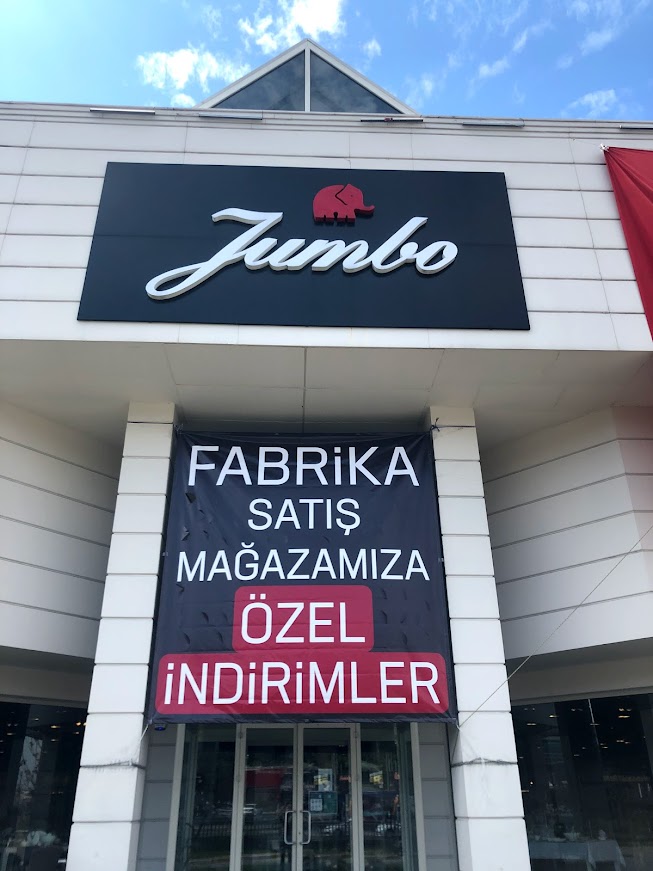 Jumbo
FABRiKA
SATIŞ
MAĞAZAMIZA
ÖZEL
iNDiRiMLER